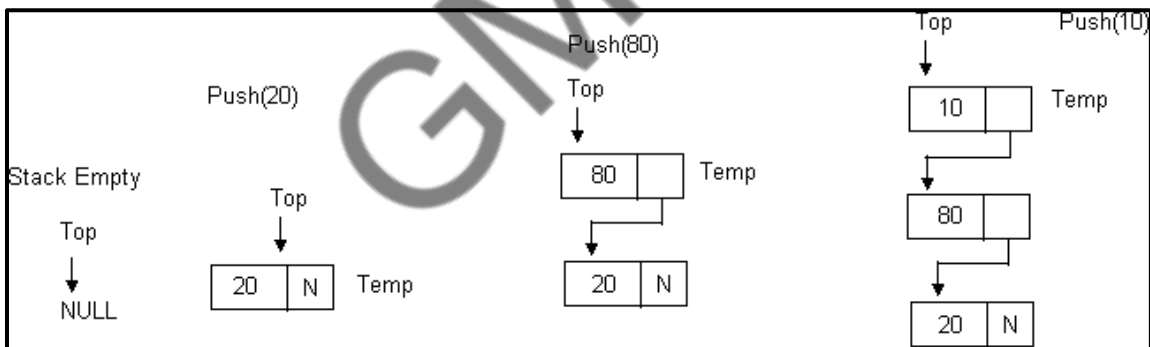 Stack Empty
Top
NULL
Push(20)
Top
20 N Temp
Push(80)
Top
80 Temp
20 N
Top Push(10)
10 Temp
80
20 N
GM